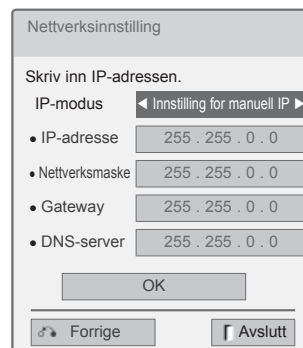 Nettverksinnstilling
Skriv inn IP-adressen.
IP-modus ◀ Innstilling for manuell IP ▶
• IP-adresse 255 . 255 . 0 . 0
• Nettverksmaske 255 . 255 . 0 . 0
• Gateway 255 . 255 . 0 . 0
• DNS-server 255 . 255 . 0 . 0
OK
Forrige Avslutt